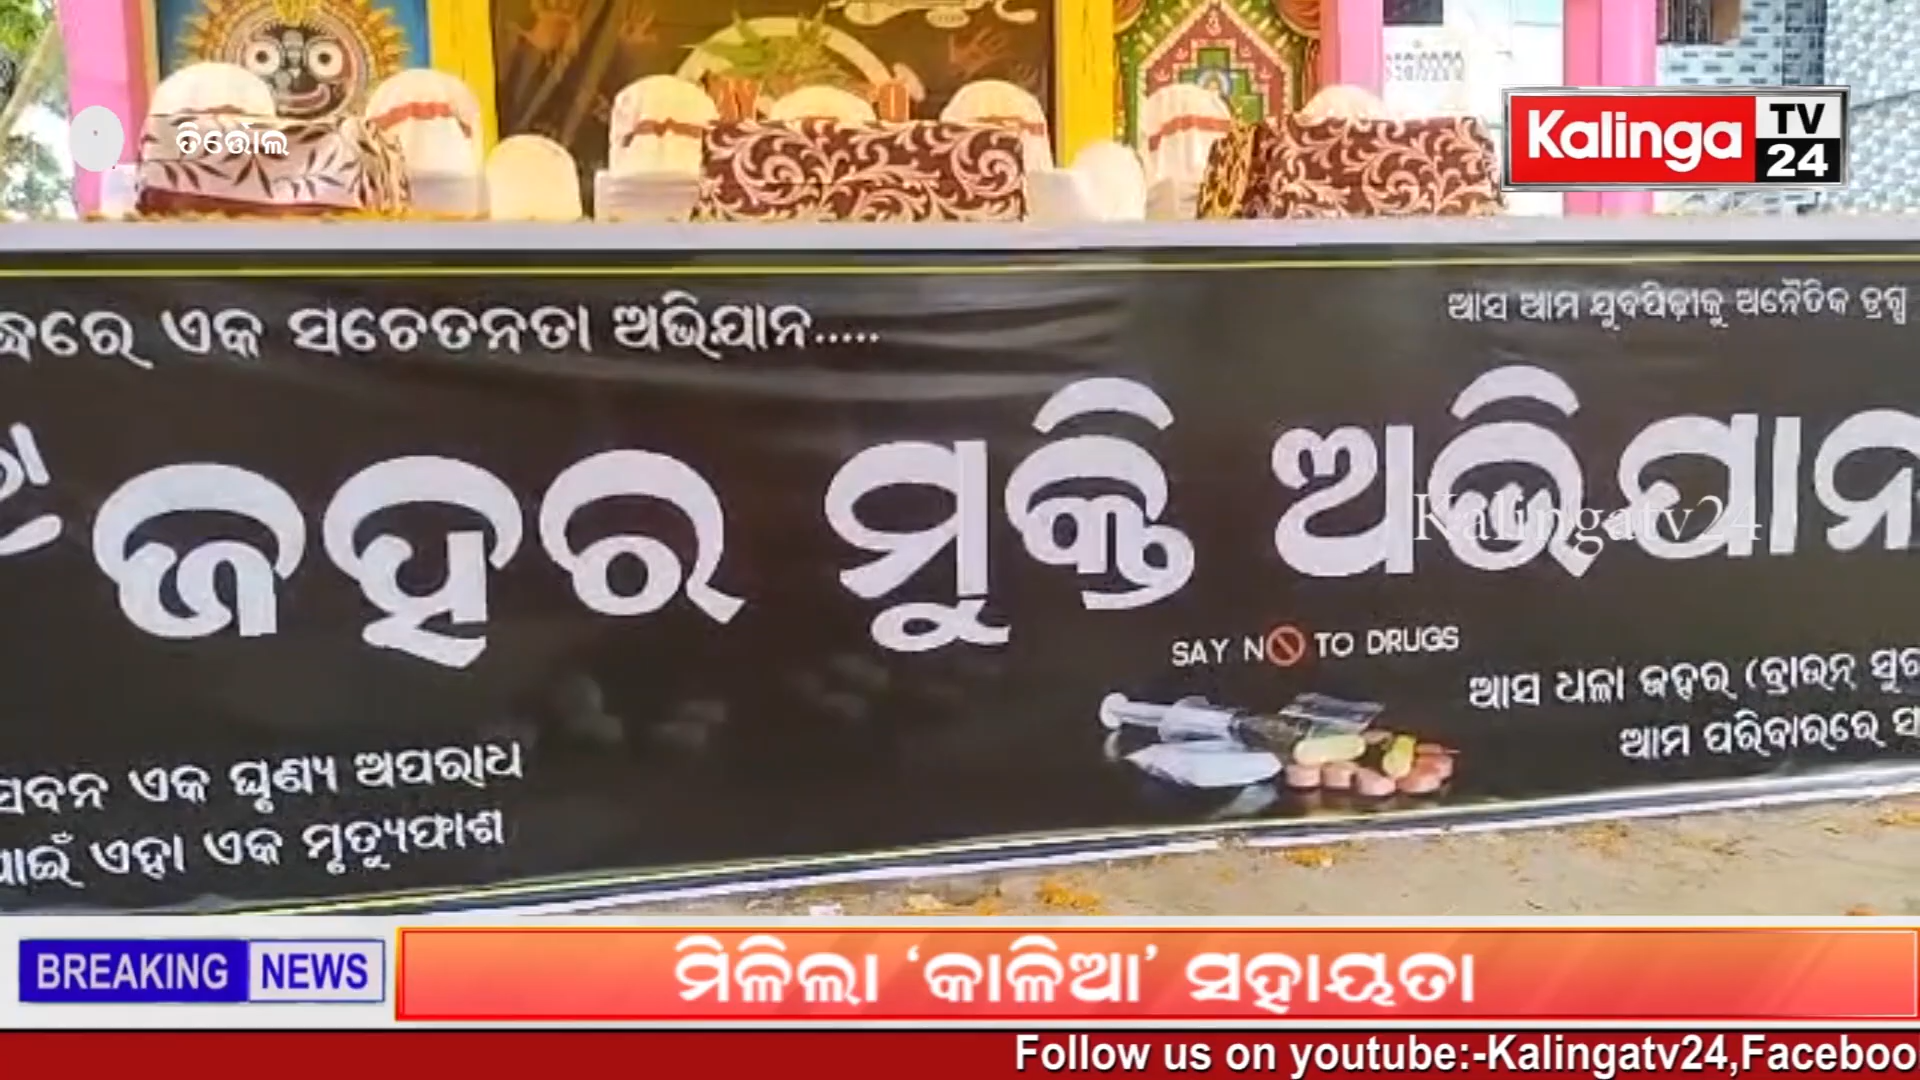 ତିର୍ତ୍ତୋଲ
Kalinga TV 24
ରେ ଏକ ସଚେତନତା ଅଭିଯାନ.....
ଆସ ଆମ ଯୁବପିଢ଼ୀକୁ ଅନୈତିକ ଡ୍ରଗ୍ସ
ଜହର ମୁକ୍ତି ଅଭିଯାନ
Kalingatv24
SAY NO TO DRUGS
ଆସ ଧଳା ଜହର (ବ୍ରାଉନ୍ ସୁଗ
ଆମ ପରିବାରରେ ସ
ସେବନ ଏକ ଘୃଣ୍ୟ ଅପରାଧ
ପାଇଁ ଏହା ଏକ ମୃତ୍ୟୁଫାଶ
BREAKING NEWS
ମିଳିଲା ‘କାଳିଆ’ ସହାୟତା
Follow us on youtube:-Kalingatv24,Faceboo